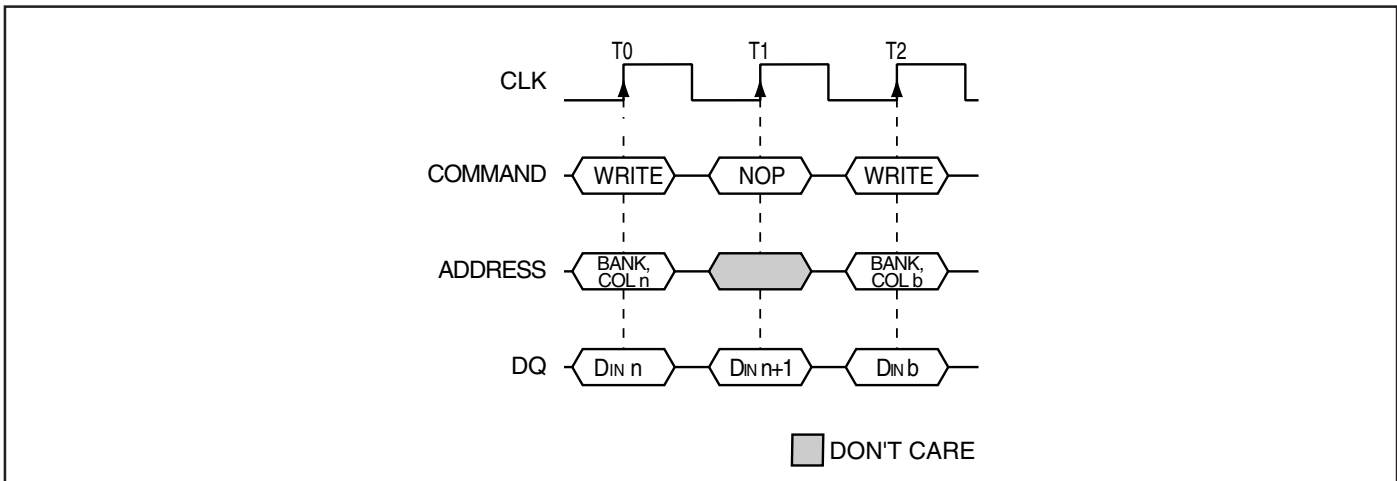 T0 T1 T2
CLK
COMMAND WRITE NOP WRITE
ADDRESS BANK, COL n BANK, COL b
DQ DIN n DIN n+1 DIN b
DON'T CARE